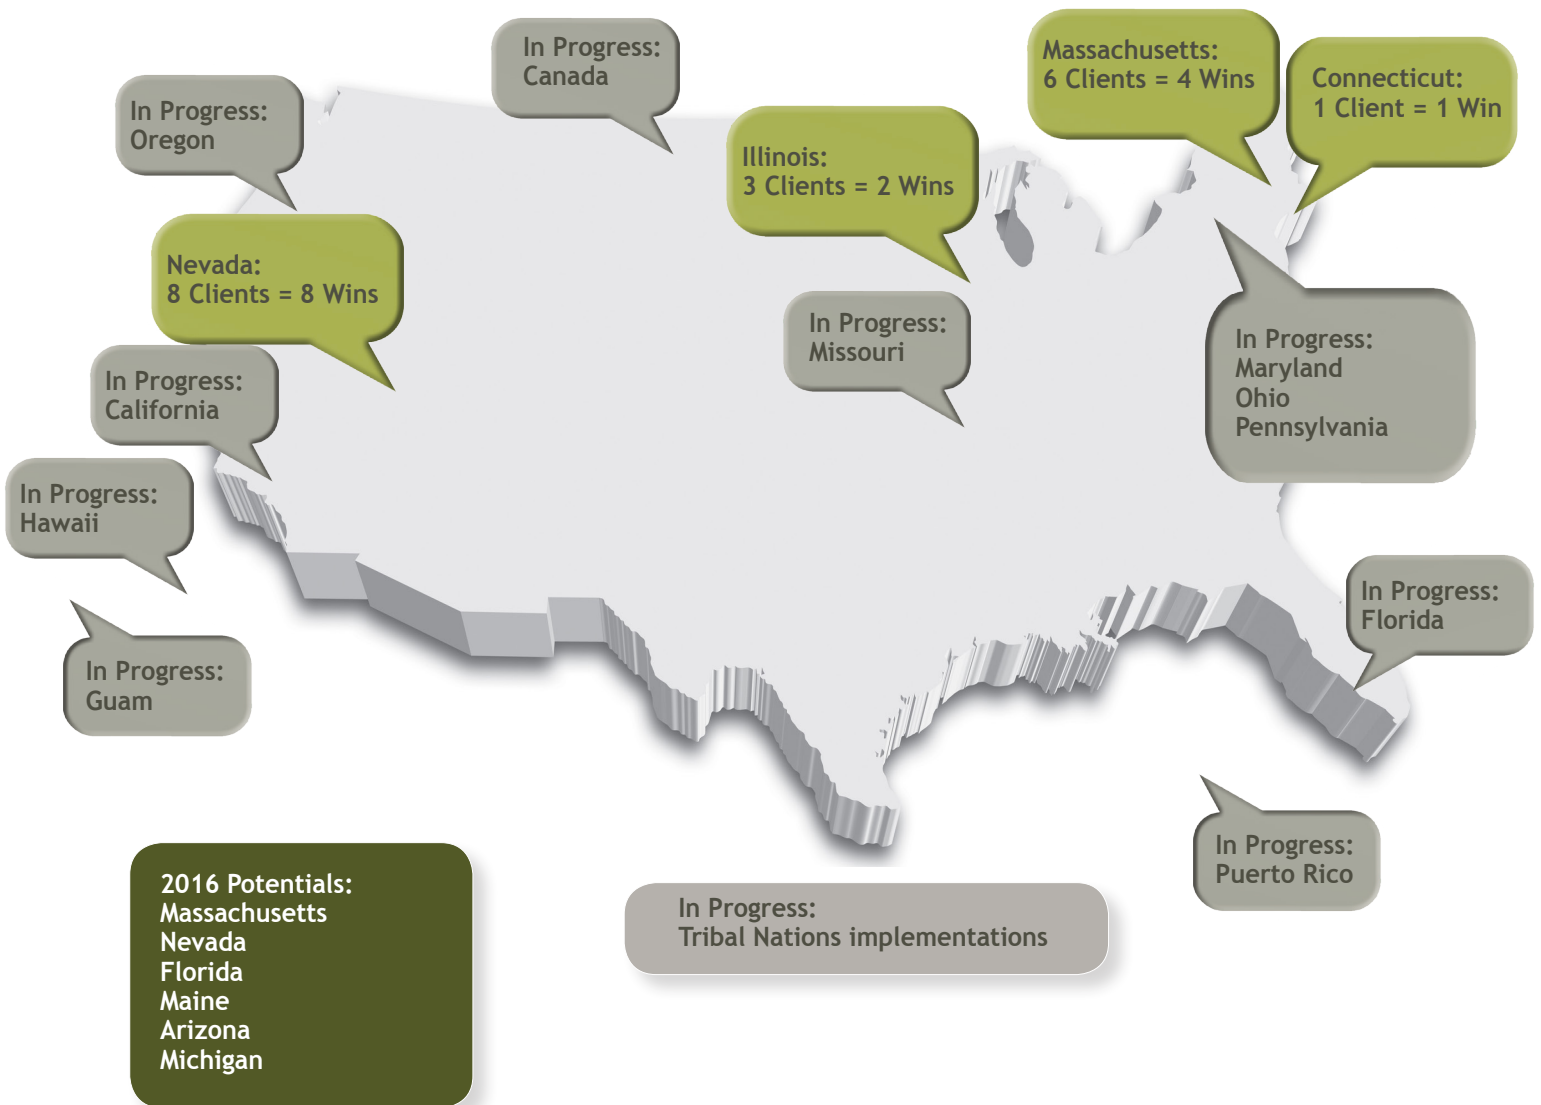 In Progress:
Canada
Massachusetts:
6 Clients = 4 Wins
Connecticut:
1 Client = 1 Win
In Progress:
Oregon
Illinois:
3 Clients = 2 Wins
Nevada:
8 Clients = 8 Wins
In Progress:
Missouri
In Progress:
Maryland
Ohio
Pennsylvania
In Progress:
California
In Progress:
Hawaii
In Progress:
Florida
In Progress:
Guam
In Progress:
Puerto Rico
2016 Potentials:
Massachusetts
Nevada
Florida
Maine
Arizona
Michigan
In Progress:
Tribal Nations implementations